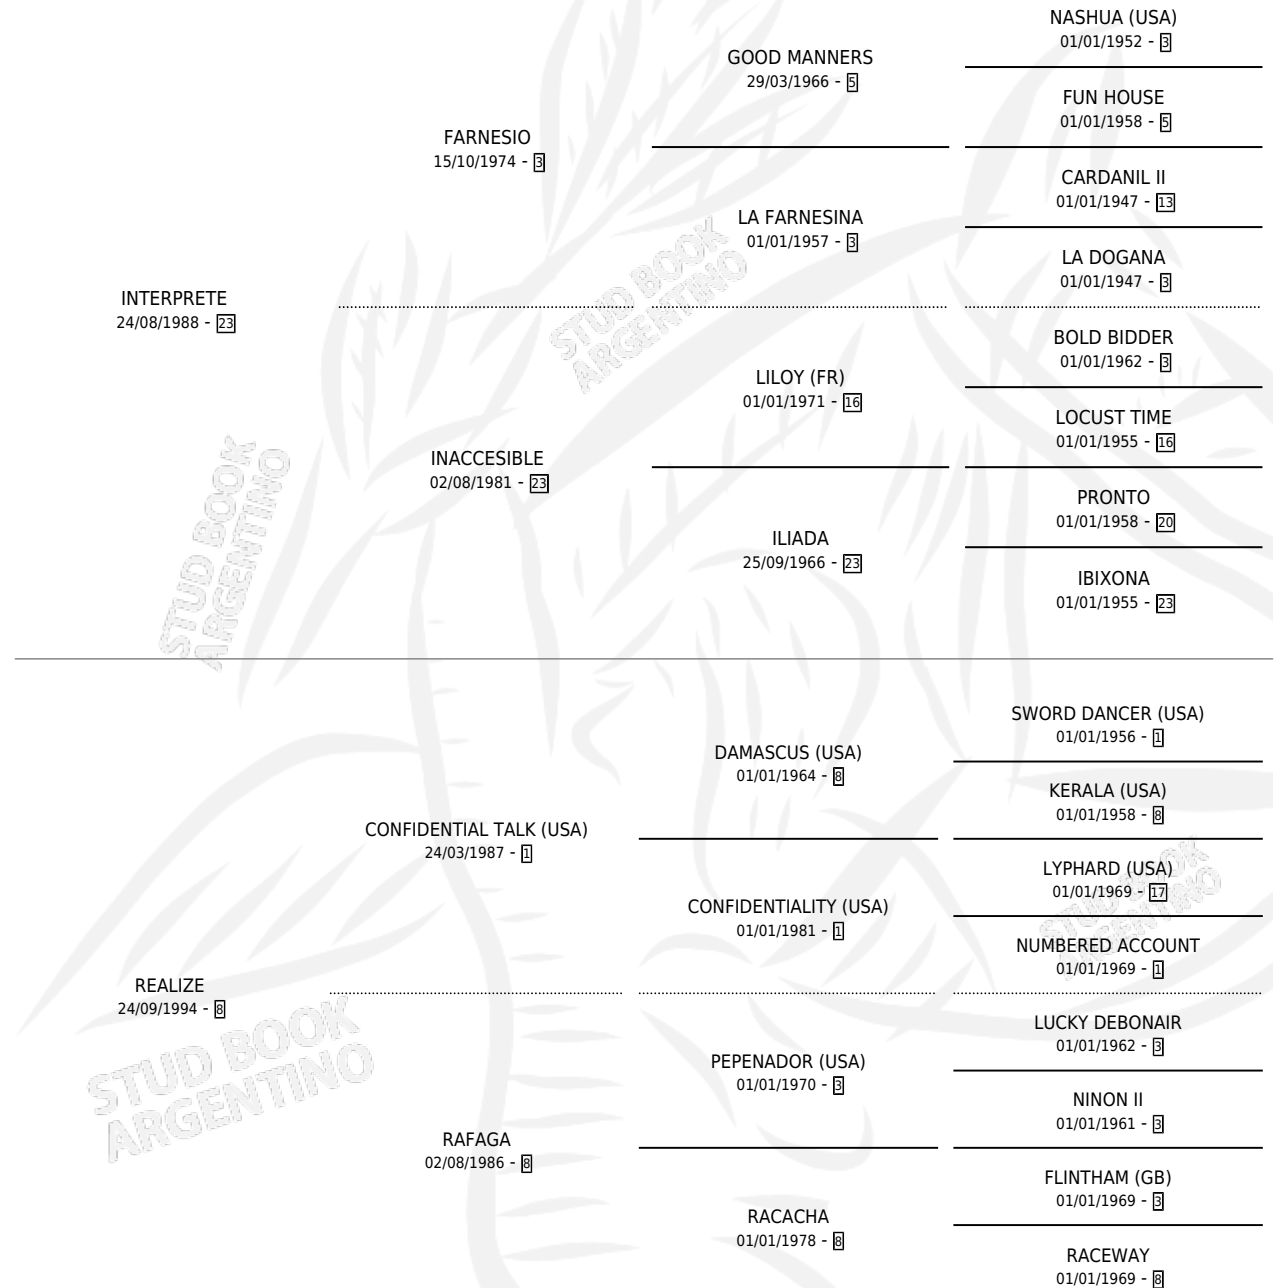 NASHUA (USA)
01/01/1952 - 3
GOOD MANNERS
29/03/1966 - 5
FUN HOUSE
01/01/1958 - 5
FARNESIO
15/10/1974 - 3
CARDANIL II
01/01/1947 - 13
LA FARNESINA
01/01/1957 - 3
LA DOGANA
01/01/1947 - 3
INTERPRETE
24/08/1988 - 23
BOLD BIDDER
01/01/1962 - 3
LILOY (FR)
01/01/1971 - 16
LOCUST TIME
01/01/1955 - 16
INACCESIBLE
02/08/1981 - 23
PRONTO
01/01/1958 - 20
ILIADA
25/09/1966 - 23
IBIXONA
01/01/1955 - 23
STUD BOOK
ARGENTINO
STUD BOOK
ARGENTINO
SWORD DANCER (USA)
01/01/1956 - 1
DAMASCUS (USA)
01/01/1964 - 8
KERALA (USA)
01/01/1958 - 8
CONFIDENTIAL TALK (USA)
24/03/1987 - 1
LYPHARD (USA)
01/01/1969 - 17
CONFIDENTIALITY (USA)
01/01/1981 - 1
NUMBERED ACCOUNT
01/01/1969 - 1
STUD BOOK
ARGENTINO
REALIZE
24/09/1994 - 8
LUCKY DEBONAIR
01/01/1962 - 3
PEPENADOR (USA)
01/01/1970 - 3
NINON II
01/01/1961 - 3
STUD BOOK
ARGENTINO
RAFAGA
02/08/1986 - 8
FLINTHAM (GB)
01/01/1969 - 3
RACACHA
01/01/1978 - 8
RACEWAY
01/01/1969 - 8